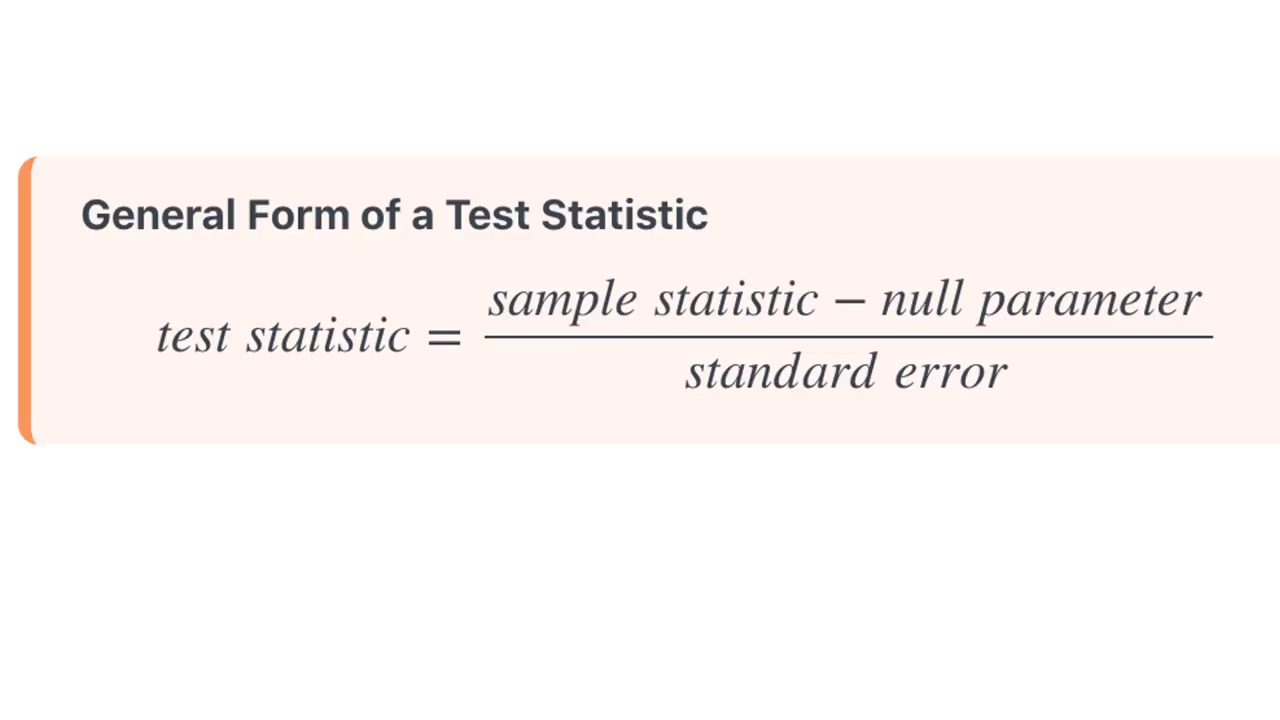 General Form of a Test Statistic
sample statistic − null parameter
test statistic =
standard error